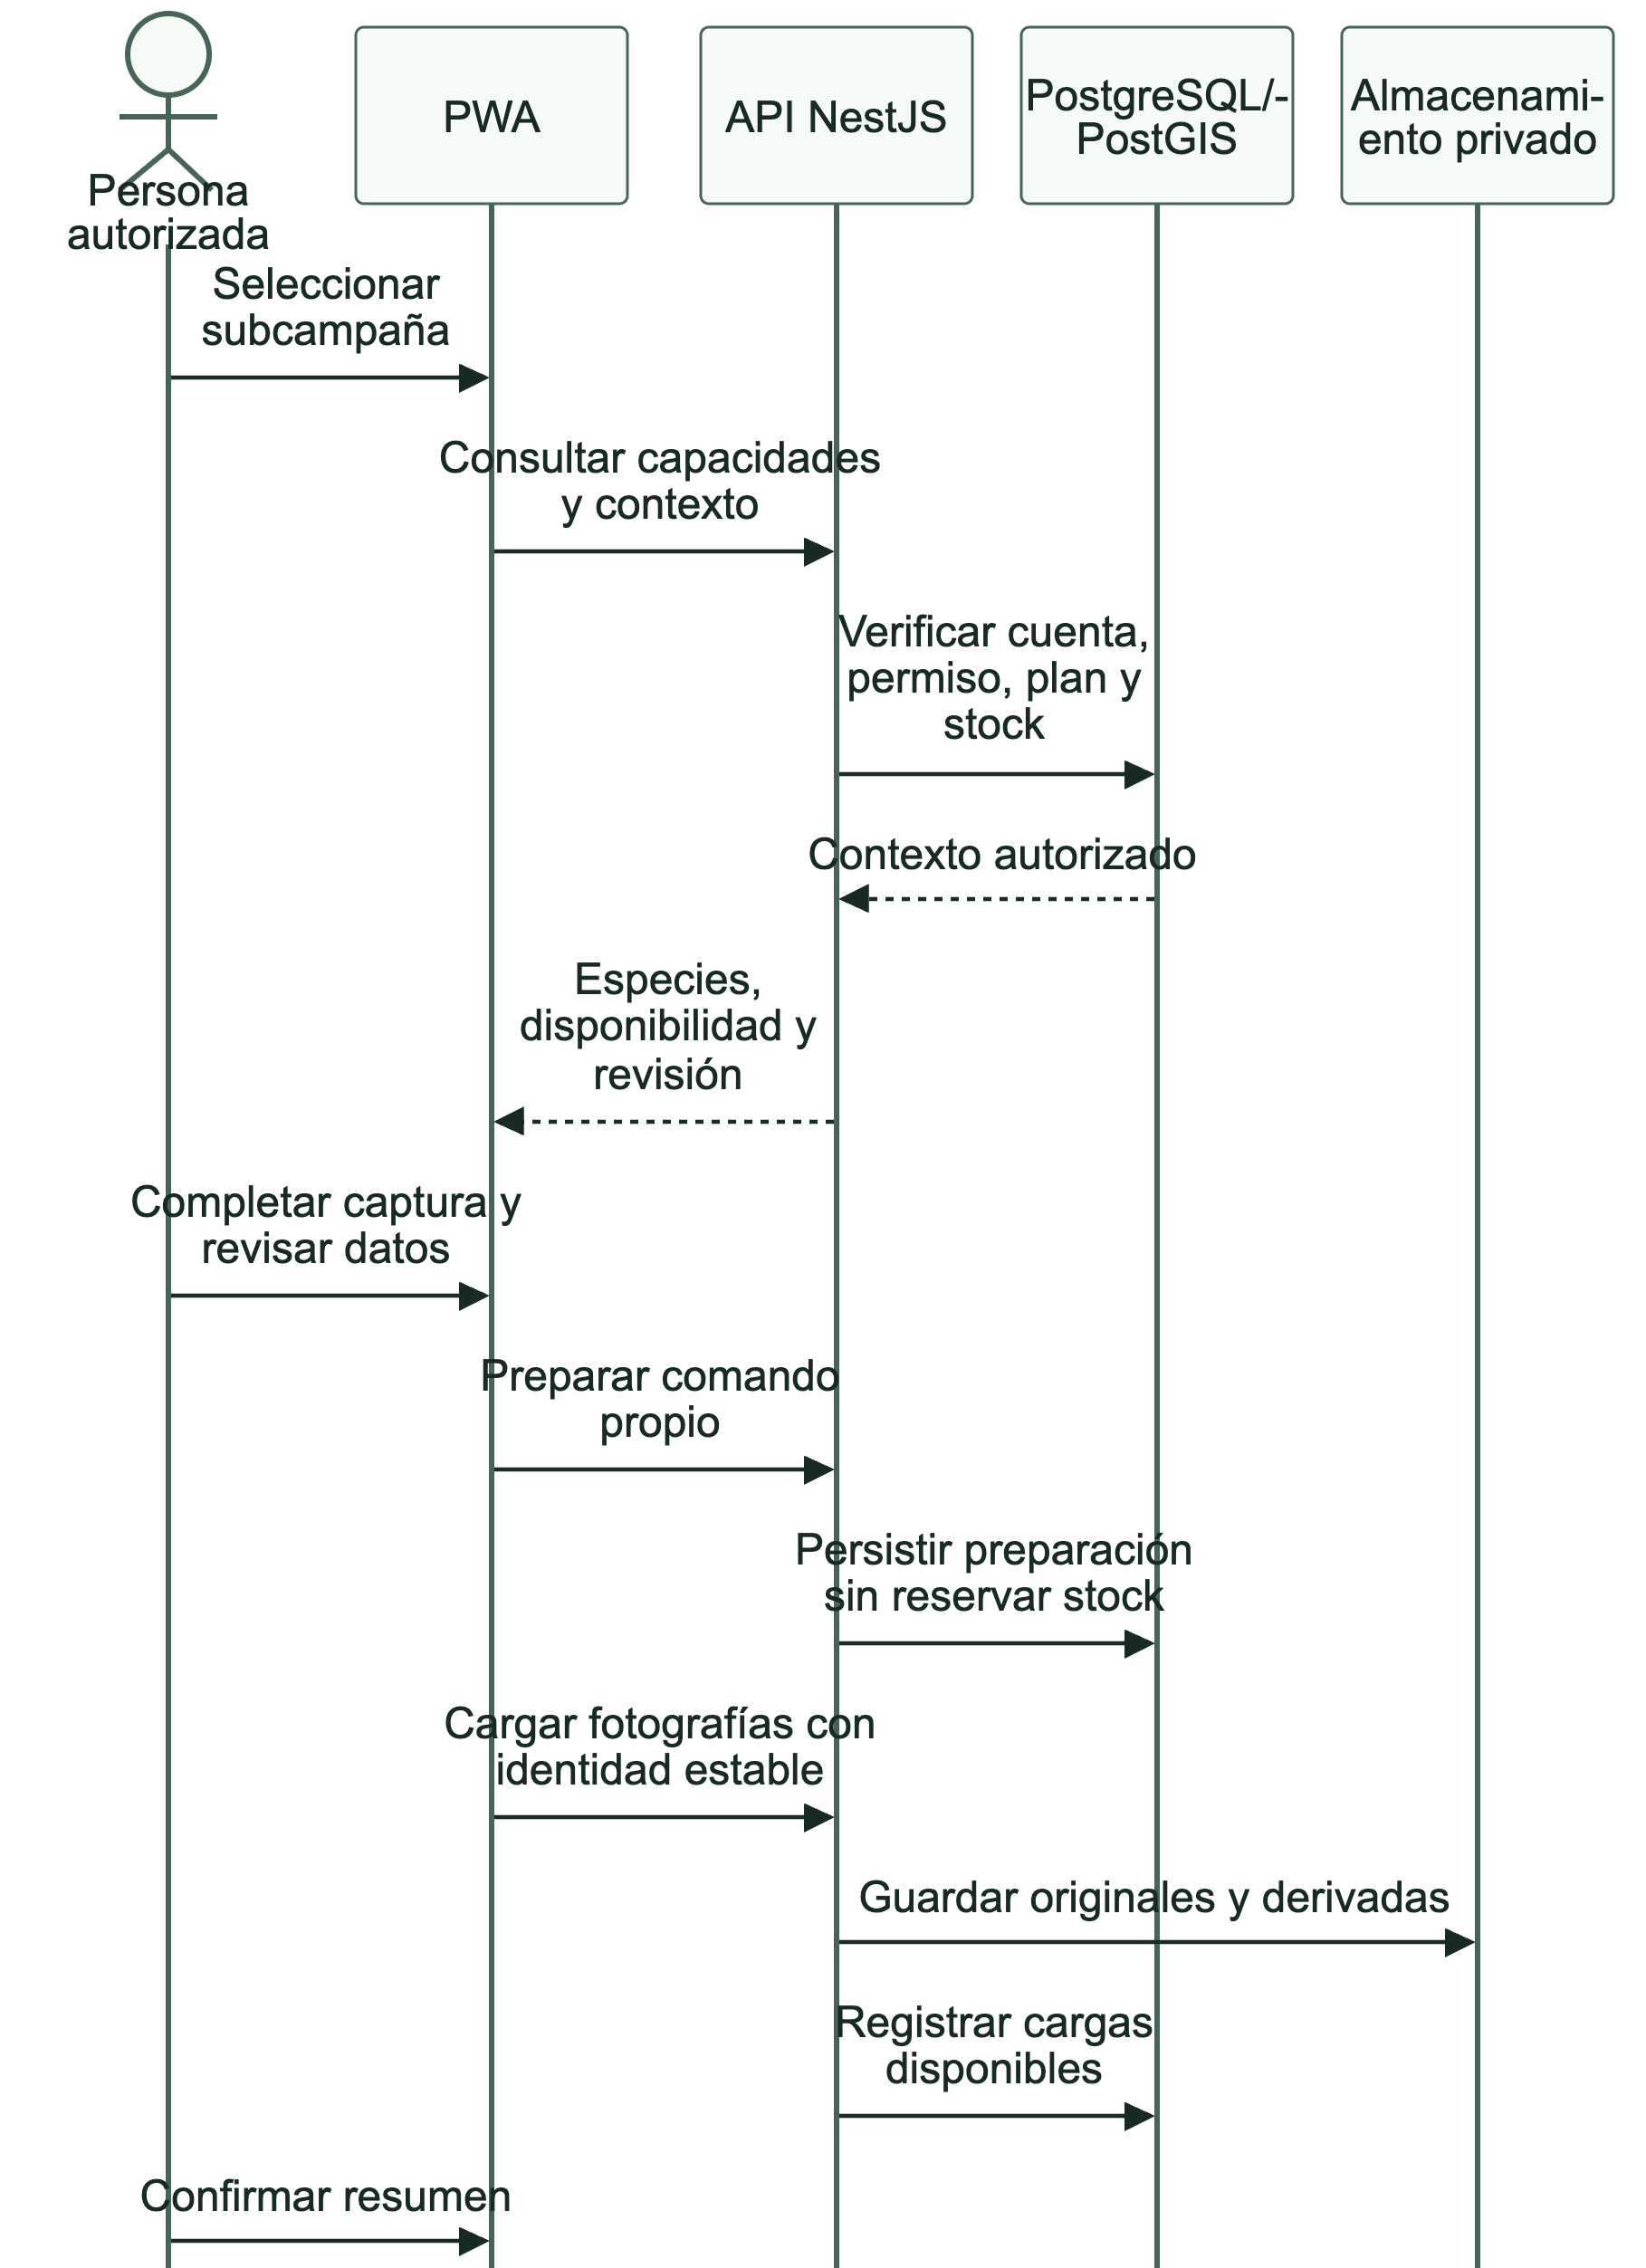 Persona
autorizada
PWA
API NestJS
PostgreSQL/-
PostGIS
Almacenami-
ento privado
Seleccionar
subcampaña
Consultar capacidades
y contexto
Verificar cuenta,
permiso, plan y
stock
Contexto autorizado
Especies,
disponibilidad y
revisión
Completar captura y
revisar datos
Preparar comando
propio
Persistir preparación
sin reservar stock
Cargar fotografías con
identidad estable
Guardar originales y derivadas
Registrar cargas
disponibles
Confirmar resumen